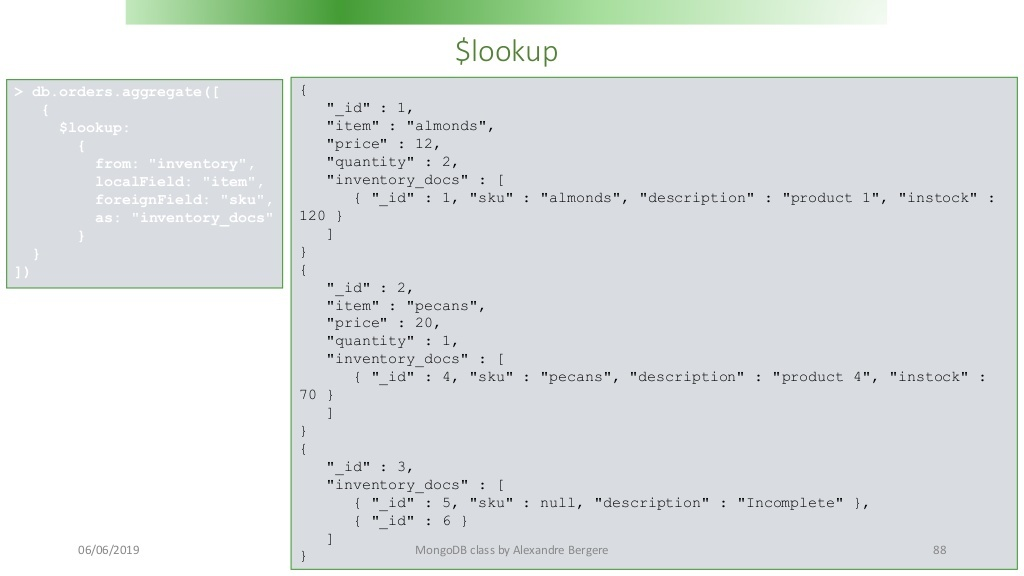 $lookup
> db.orders.aggregate([
{
$lookup:
{
from: "inventory",
localField: "item",
foreignField: "sku",
as: "inventory_docs"
}
}
])
{
"_id" : 1,
"item" : "almonds",
"price" : 12,
"quantity" : 2,
"inventory_docs" : [
{ "_id" : 1, "sku" : "almonds", "description" : "product 1", "instock" :
120 }
]
}
{
"_id" : 2,
"item" : "pecans",
"price" : 20,
"quantity" : 1,
"inventory_docs" : [
{ "_id" : 4, "sku" : "pecans", "description" : "product 4", "instock" :
70 }
]
}
{
"_id" : 3,
"inventory_docs" : [
{ "_id" : 5, "sku" : null, "description" : "Incomplete" },
{ "_id" : 6 }
]
}
06/06/2019
MongoDB class by Alexandre Bergere
88